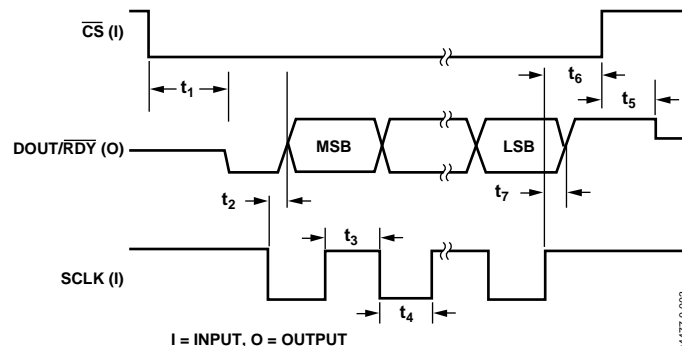 CS (I)
t6
t1
t5
DOUT/RDY (O)
MSB
LSB
t2
t7
t3
SCLK (I)
t4
I = INPUT, O = OUTPUT